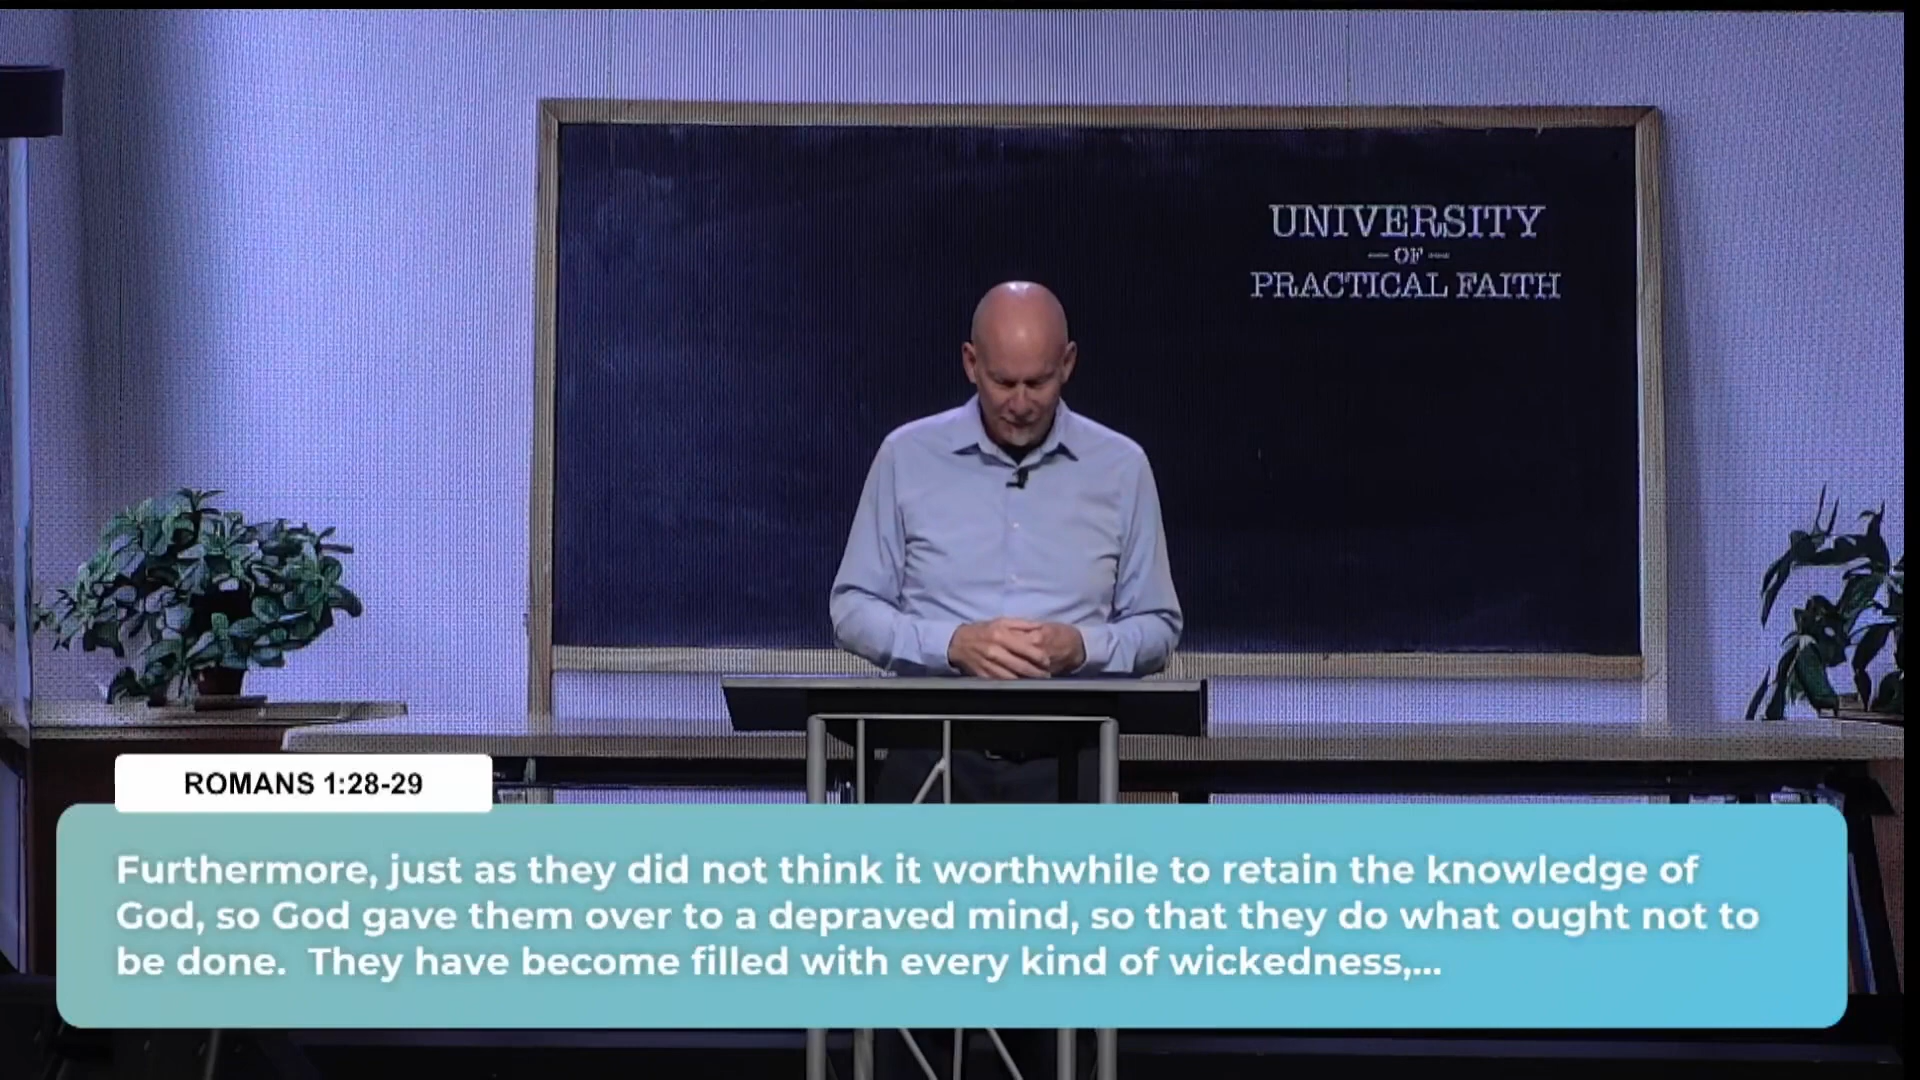 UNIVERSITY
— OF —
PRACTICAL FAITH
ROMANS 1:28-29
Furthermore, just as they did not think it worthwhile to retain the knowledge of
God, so God gave them over to a depraved mind, so that they do what ought not to
be done.  They have become filled with every kind of wickedness,...